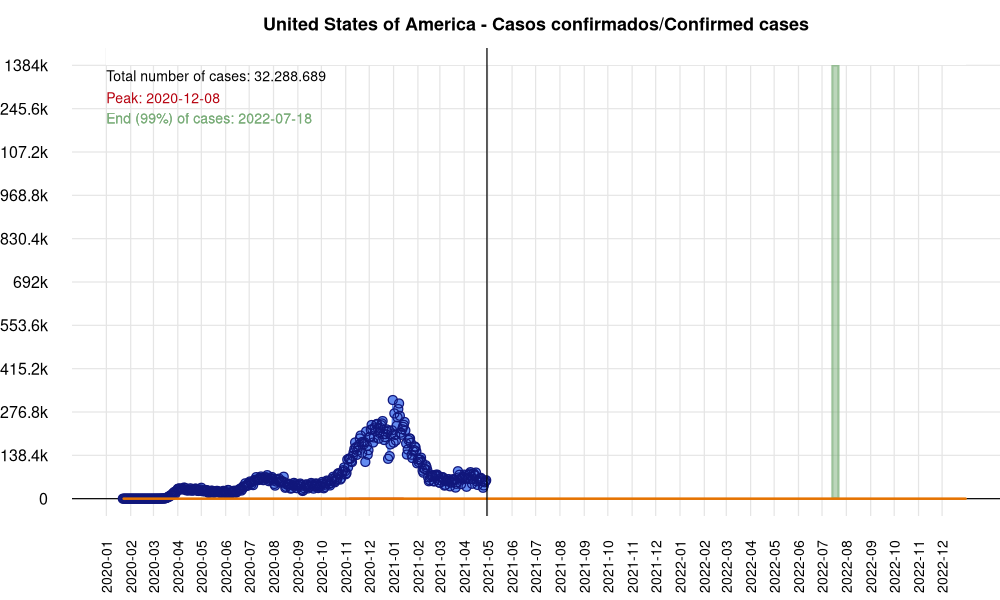 United States of America - Casos confirmados/Confirmed cases
1384k
Total number of cases: 32.288.689
Peak: 2020-12-08
245.6k
End (99%) of cases: 2022-07-18
107.2k
968.8k
830.4k
692k
553.6k
415.2k
276.8k
138.4k
0
2020-01
2020-02
2020-03
2020-04
2020-05
2020-06
2020-07
2020-08
2020-09
2020-10
2020-11
2020-12
2021-01
2021-02
2021-03
2021-04
2021-05
2021-06
2021-07
2021-08
2021-09
2021-10
2021-11
2021-12
2022-01
2022-02
2022-03
2022-04
2022-05
2022-06
2022-07
2022-08
2022-09
2022-10
2022-11
2022-12